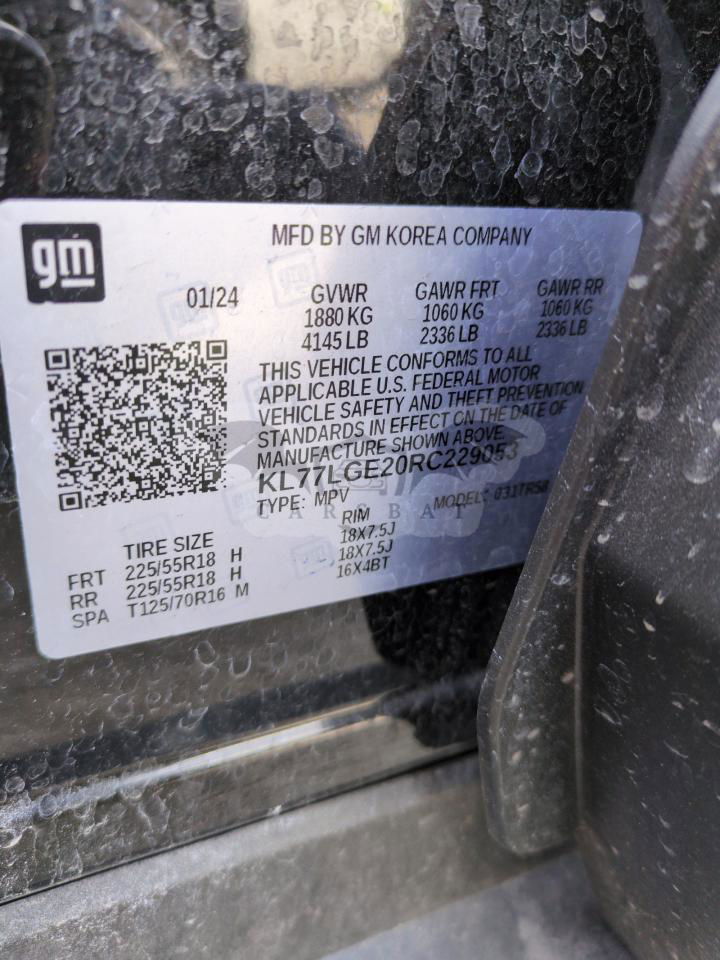 gm
MFD BY GM KOREA COMPANY
01/24 GVWR GAWR FRT GAWR RR
1880 KG 1060 KG 1060 KG
4145 LB 2336 LB 2336 LB
THIS VEHICLE CONFORMS TO ALL
APPLICABLE U.S. FEDERAL MOTOR
VEHICLE SAFETY AND THEFT PREVENTION
STANDARDS IN EFFECT ON THE DATE OF
MANUFACTURE SHOWN ABOVE.
KL77LGE20RC229053
TYPE: MPV MODEL:
CAR BAT
TIRE SIZE RIM
FRT 225/55R18 H 18X7.5J
RR 225/55R18 H 18X7.5J
SPA T125/70R16 M 16X4BT